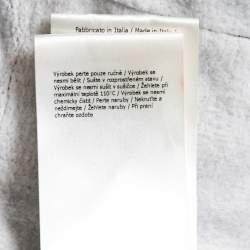 Fabbricato in Italia / Made in Italy /
Výrobek perte pouze ručně / Výrobek se
nesmí bělit / Sušte v rozprostřeném stavu /
Výrobek se nesmí sušit v sušičce / Žehlete při
maximální teplotě 110°C / Výrobek se nesmí
chemicky čistit / Perte naruby / Nekruťte a
neždímejte / Žehlete naruby / Při praní
chraňte ozdobu